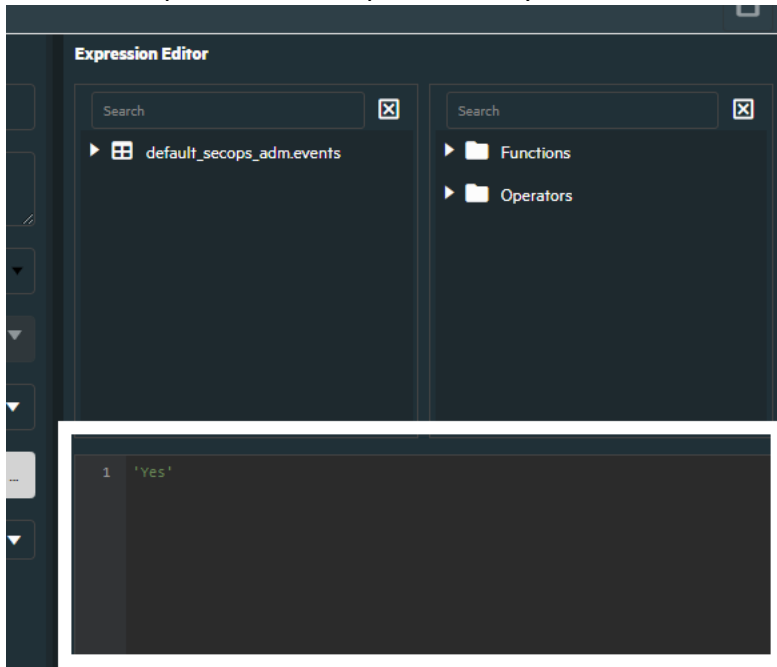 Expression Editor
Search
Search
default_secops_adm.events
Functions
Operators
1 'Yes'
...